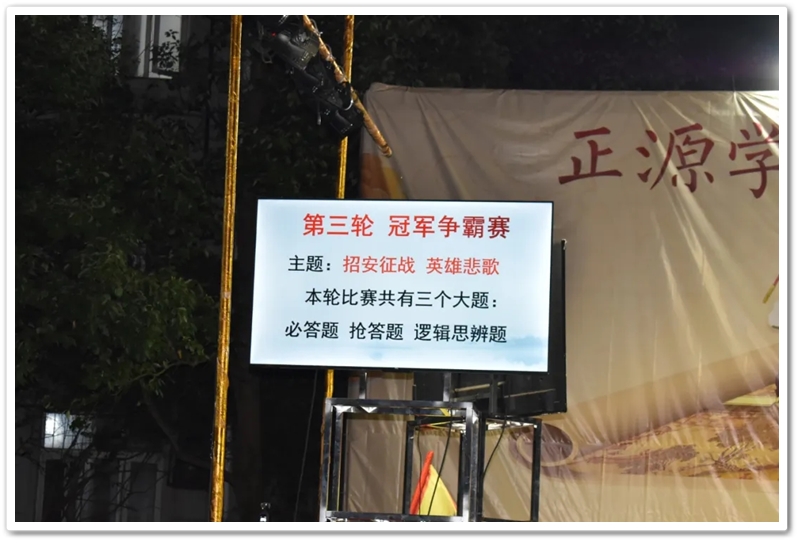 正源学
第三轮 冠军争霸赛
主题：招安征战 英雄悲歌
本轮比赛共有三个大题：
必答题 抢答题 逻辑思辨题